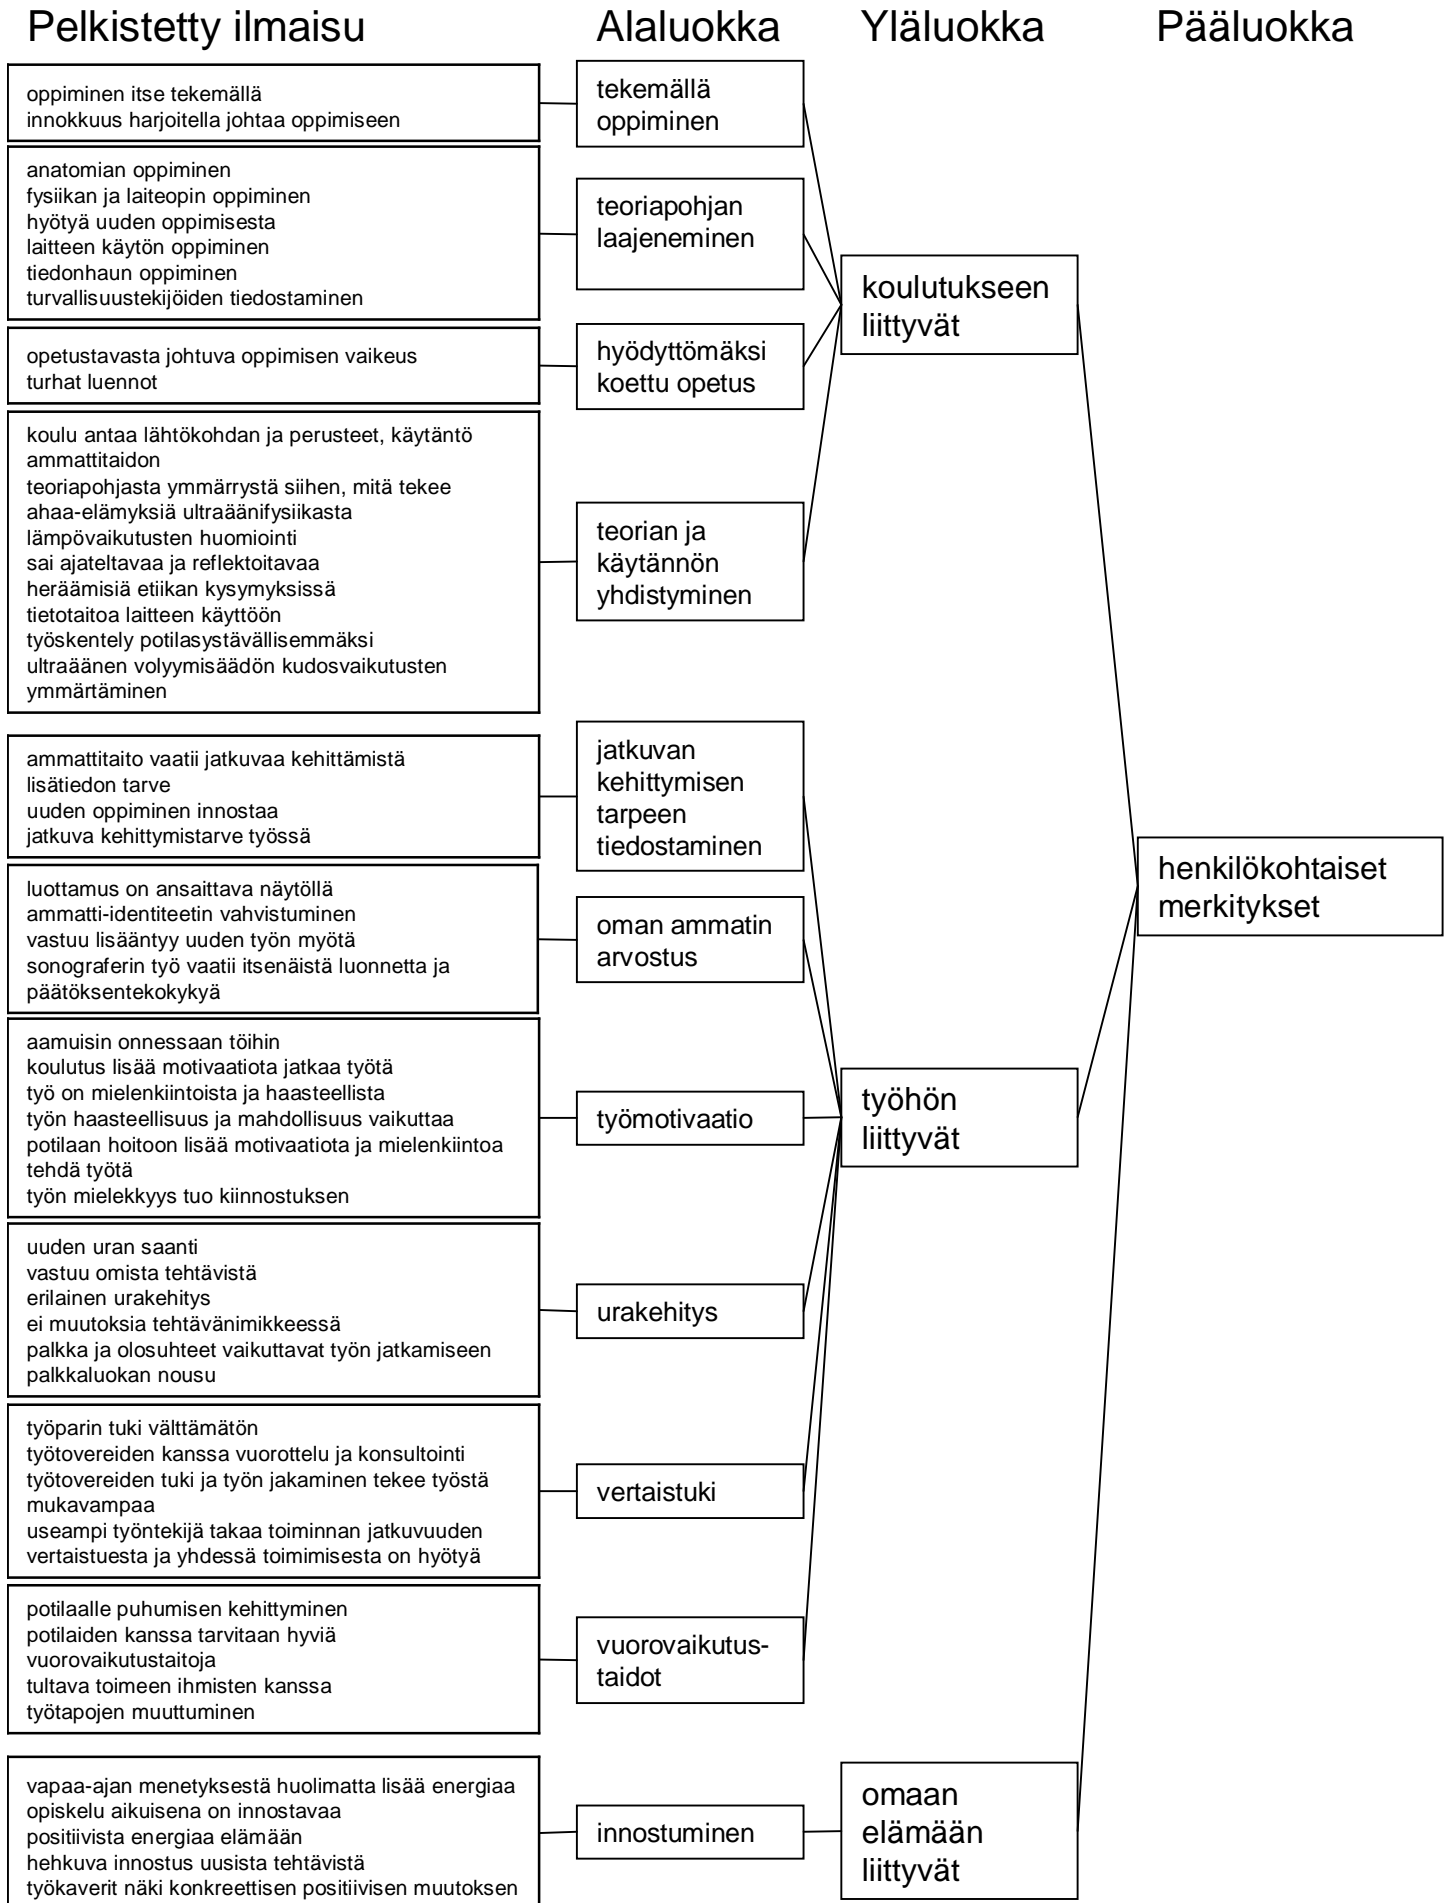 Pelkistetty ilmaisu
Alaluokka
Yläluokka
Pääluokka
oppiminen itse tekemällä
innokkuus harjoitella johtaa oppimiseen
tekemällä
oppiminen
anatomian oppiminen
fysiikan ja laiteopin oppiminen
hyötyä uuden oppimisesta
laitteen käytön oppiminen
tiedonhaun oppiminen
turvallisuustekijöiden tiedostaminen
teoriapohjan
laajeneminen
opetustavasta johtuva oppimisen vaikeus
turhat luennot
hyödyttömäksi
koettu opetus
koulu antaa lähtökohdan ja perusteet, käytäntö
ammattitaidon
teoriapohjasta ymmärrystä siihen, mitä tekee
ahaa-elämyksiä ultraäänifysiikasta
lämpövaikutusten huomiointi
sai ajateltavaa ja reflektoitavaa
heräämisiä etiikan kysymyksissä
tietotaitoa laitteen käyttöön
työskentely potilasystävällisemmäksi
ultraäänen volyymisäädön kudosvaikutusten
ymmärtäminen
teorian ja
käytännön
yhdistyminen
koulutukseen
liittyvät
ammattitaito vaatii jatkuvaa kehittämistä
lisätiedon tarve
uuden oppiminen innostaa
jatkuva kehittymistarve työssä
jatkuvan
kehittymisen
tarpeen
tiedostaminen
luottamus on ansaittava näytöllä
ammatti-identiteetin vahvistuminen
vastuu lisääntyy uuden työn myötä
sonograferin työ vaatii itsenäistä luonnetta ja
päätöksentekokykyä
oman ammatin
arvostus
aamuisin onnessaan töihin
koulutus lisää motivaatiota jatkaa työtä
työ on mielenkiintoista ja haasteellista
työn haasteellisuus ja mahdollisuus vaikuttaa
potilaan hoitoon lisää motivaatiota ja mielenkiintoa
tehdä työtä
työn mielekkyys tuo kiinnostuksen
työmotivaatio
uuden uran saanti
vastuu omista tehtävistä
erilainen urakehitys
ei muutoksia tehtävänimikkeessä
palkka ja olosuhteet vaikuttavat työn jatkamiseen
palkkaluokan nousu
urakehitys
työparin tuki välttämätön
työtovereiden kanssa vuorottelu ja konsultointi
työtovereiden tuki ja työn jakaminen tekee työstä
mukavampaa
useampi työntekijä takaa toiminnan jatkuvuuden
vertaistuesta ja yhdessä toimimisesta on hyötyä
vertaistuki
potilaalle puhumisen kehittyminen
potilaiden kanssa tarvitaan hyviä
vuorovaikutustaitoja
tultava toimeen ihmisten kanssa
työtapojen muuttuminen
vuorovaikutus-
taidot
työhön
liittyvät
vapaa-ajan menetyksestä huolimatta lisää energiaa
opiskelu aikuisena on innostavaa
positiivista energiaa elämään
hehkuva innostus uusista tehtävistä
työkaverit näki konkreettisen positiivisen muutoksen
innostuminen
omaan
elämään
liittyvät
henkilökohtaiset
merkitykset